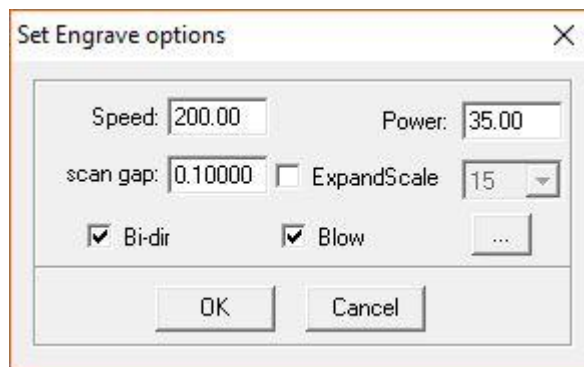 Set Engrave options
Speed: 200.00 Power: 35.00
scan gap: 0.10000 ExpandScale 15
Bi-dir Blow ...
OK Cancel